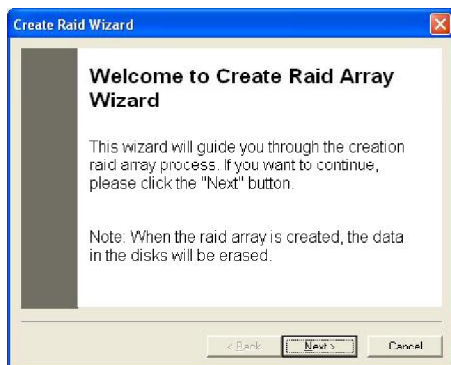 Create Raid Wizard
Welcome to Create Raid Array
Wizard
This wizard will guide you through the creation
raid array process. If you want to continue,
please click the "Next" button.
Note: When the raid array is created, the data
in the disks will be erased.
< Back Next > Cancel